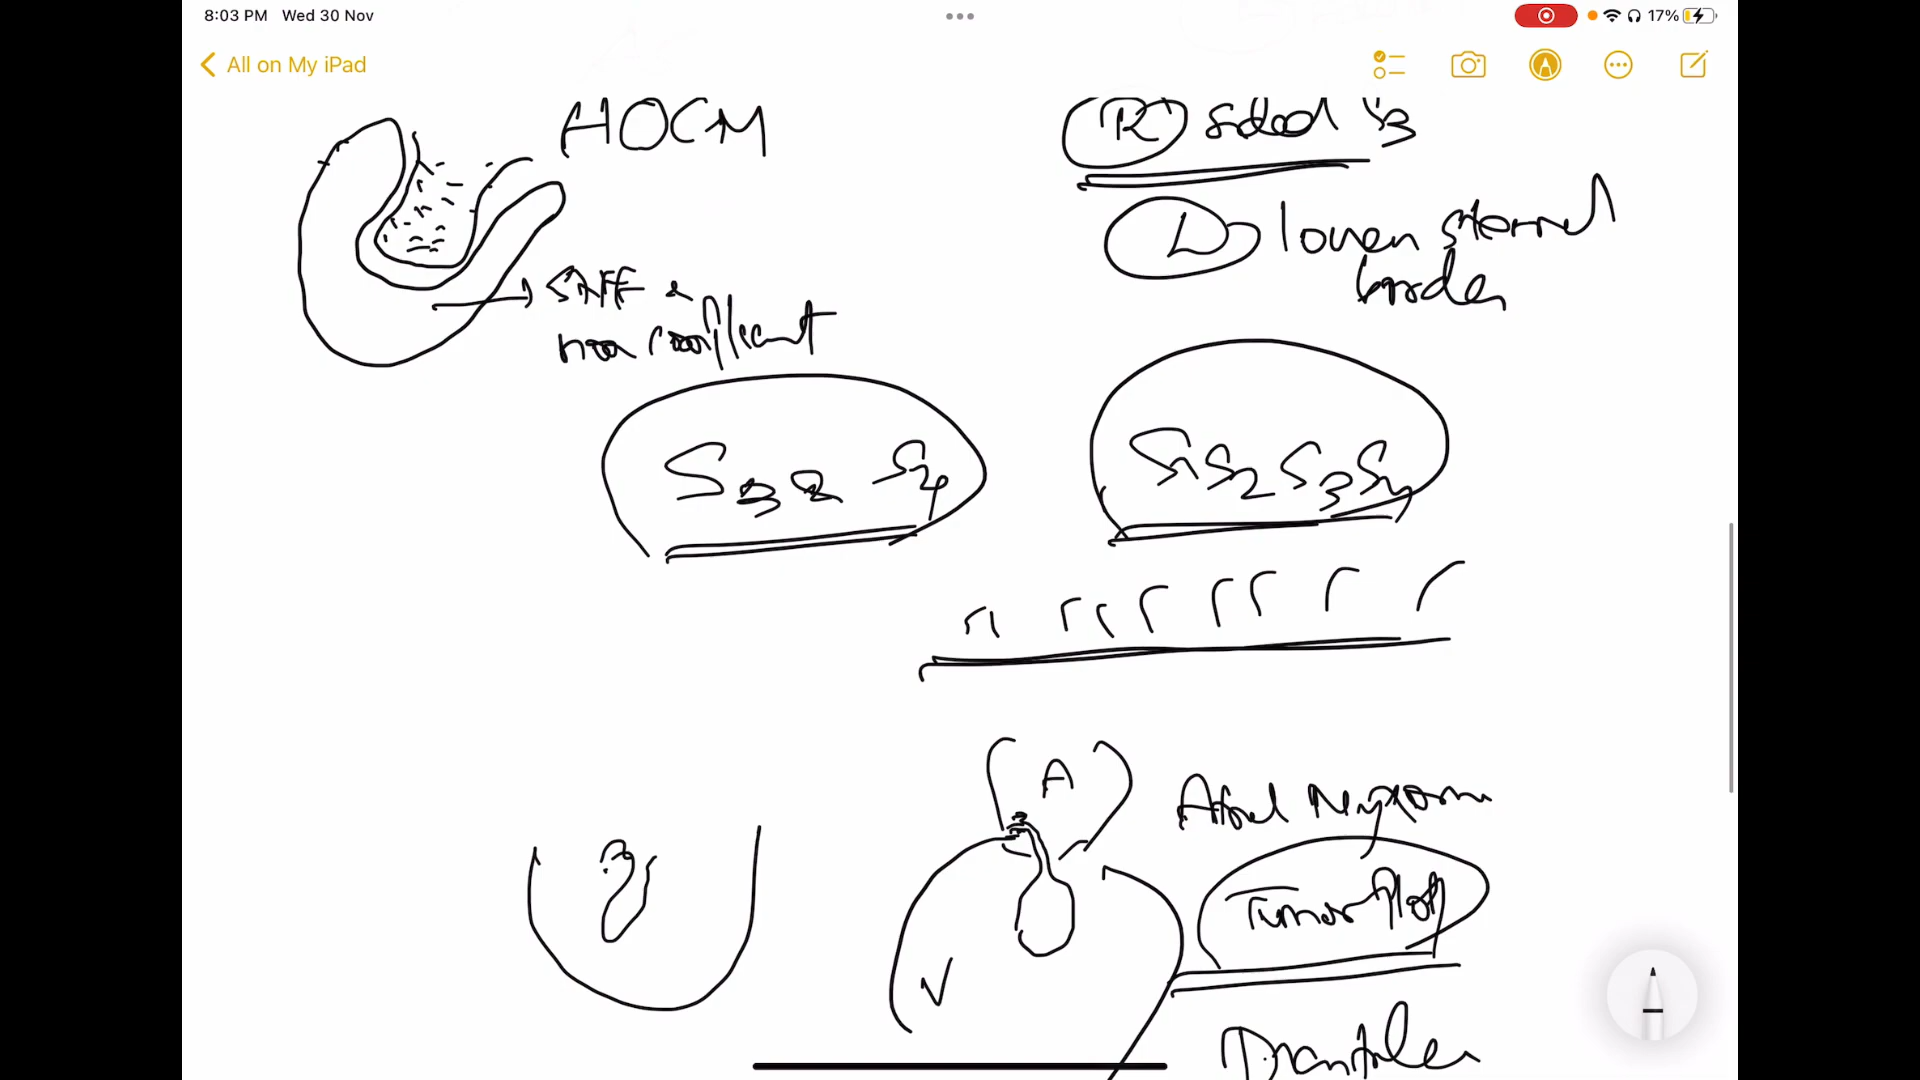 8:03 PM Wed 30 Nov
17%
All on My iPad
HOCM
R sided S3
L lower sternal
border
Stiff &
non compliant
S3 & S4
S1 S2 S3 S4
A
Atrial Myxoma
Tumor Plop
V
Diastolic